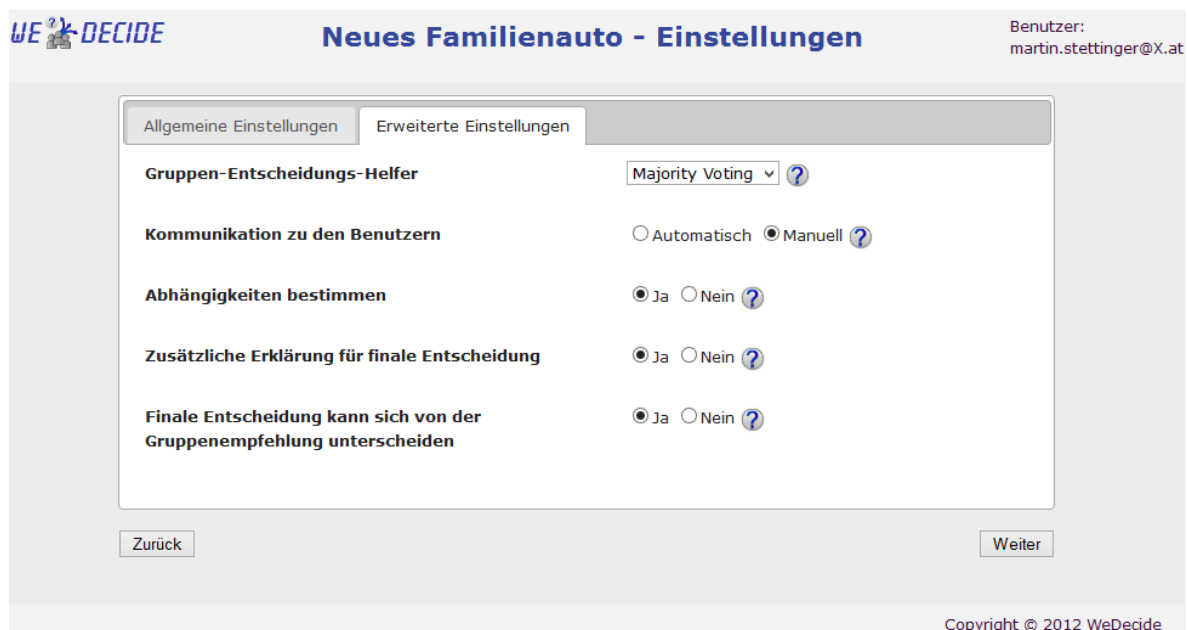 WE DECIDE
Neues Familienauto - Einstellungen
Benutzer:
martin.stettinger@X.at
Allgemeine Einstellungen
Erweiterte Einstellungen
Gruppen-Entscheidungs-Helfer
Majority Voting
?
Kommunikation zu den Benutzern
Automatisch Manuell ?
Abhängigkeiten bestimmen
Ja Nein ?
Zusätzliche Erklärung für finale Entscheidung
Ja Nein ?
Finale Entscheidung kann sich von der
Gruppenempfehlung unterscheiden
Ja Nein ?
Zurück
Weiter
Copyright © 2012 WeDecide